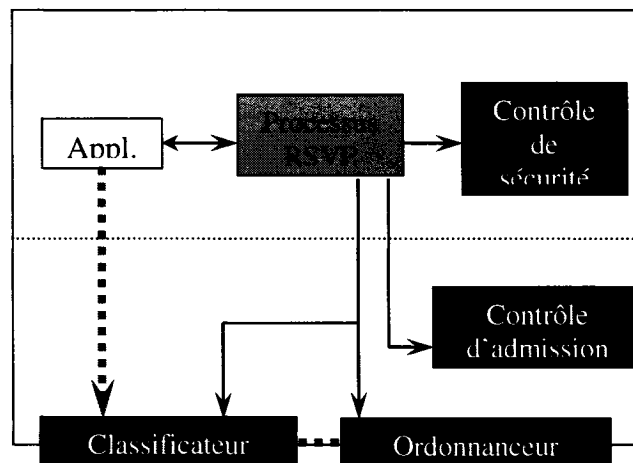 Contrôle
de
sécurité
Processus
RSVP
Appl.
Contrôle
d'admission
Classificateur
Ordonnanceur